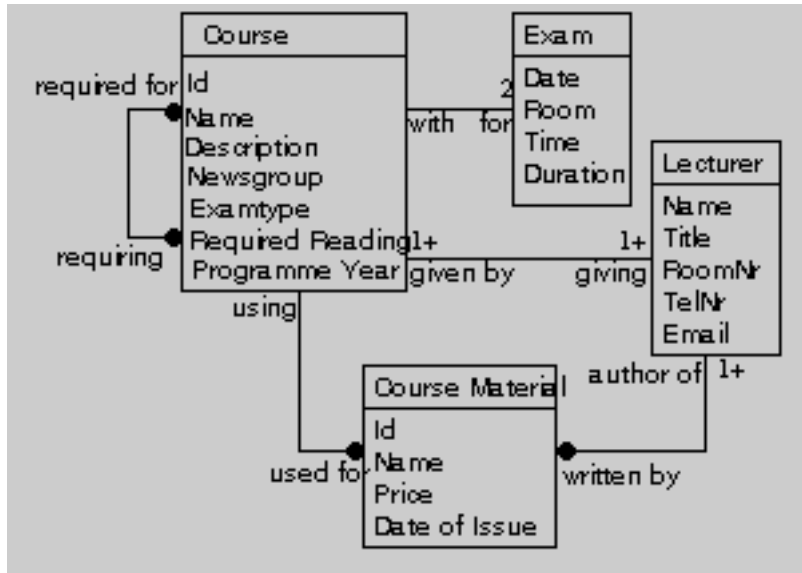 Course
required for
Id
Name
Description
Newsgroup
Examtype
Required Reading
Programme Year
requiring
Exam
Date
Room
Time
Duration
2
with for
Lecturer
Name
Title
RoomNr
TelNr
Email
1+ 1+
given by giving
using
author of 1+
Course Material
Id
Name
Price
Date of Issue
used for
written by